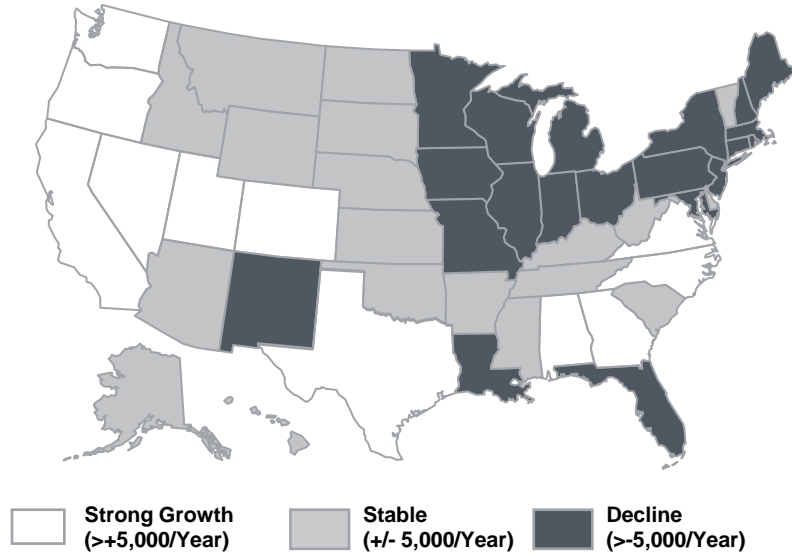 Strong Growth
(>+5,000/Year)
Stable
(+/- 5,000/Year)
Decline
(>-5,000/Year)